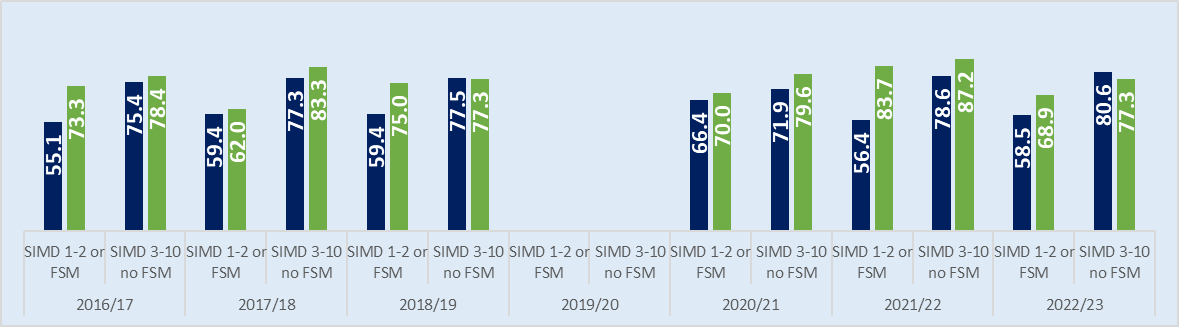 55.1 73.3 75.4 78.4 59.4 62.0 77.3 83.3 59.4 75.0 77.5 77.3 66.4 70.0 71.9 79.6 56.4 83.7 78.6 87.2 58.5 68.9 80.6 77.3
SIMD 1-2 or SIMD 3-10 SIMD 1-2 or SIMD 3-10 SIMD 1-2 or SIMD 3-10 SIMD 1-2 or SIMD 3-10 SIMD 1-2 or SIMD 3-10 SIMD 1-2 or SIMD 3-10 SIMD 1-2 or SIMD 3-10
FSM no FSM FSM no FSM FSM no FSM FSM no FSM FSM no FSM FSM no FSM FSM no FSM
2016/17 2017/18 2018/19 2019/20 2020/21 2021/22 2022/23